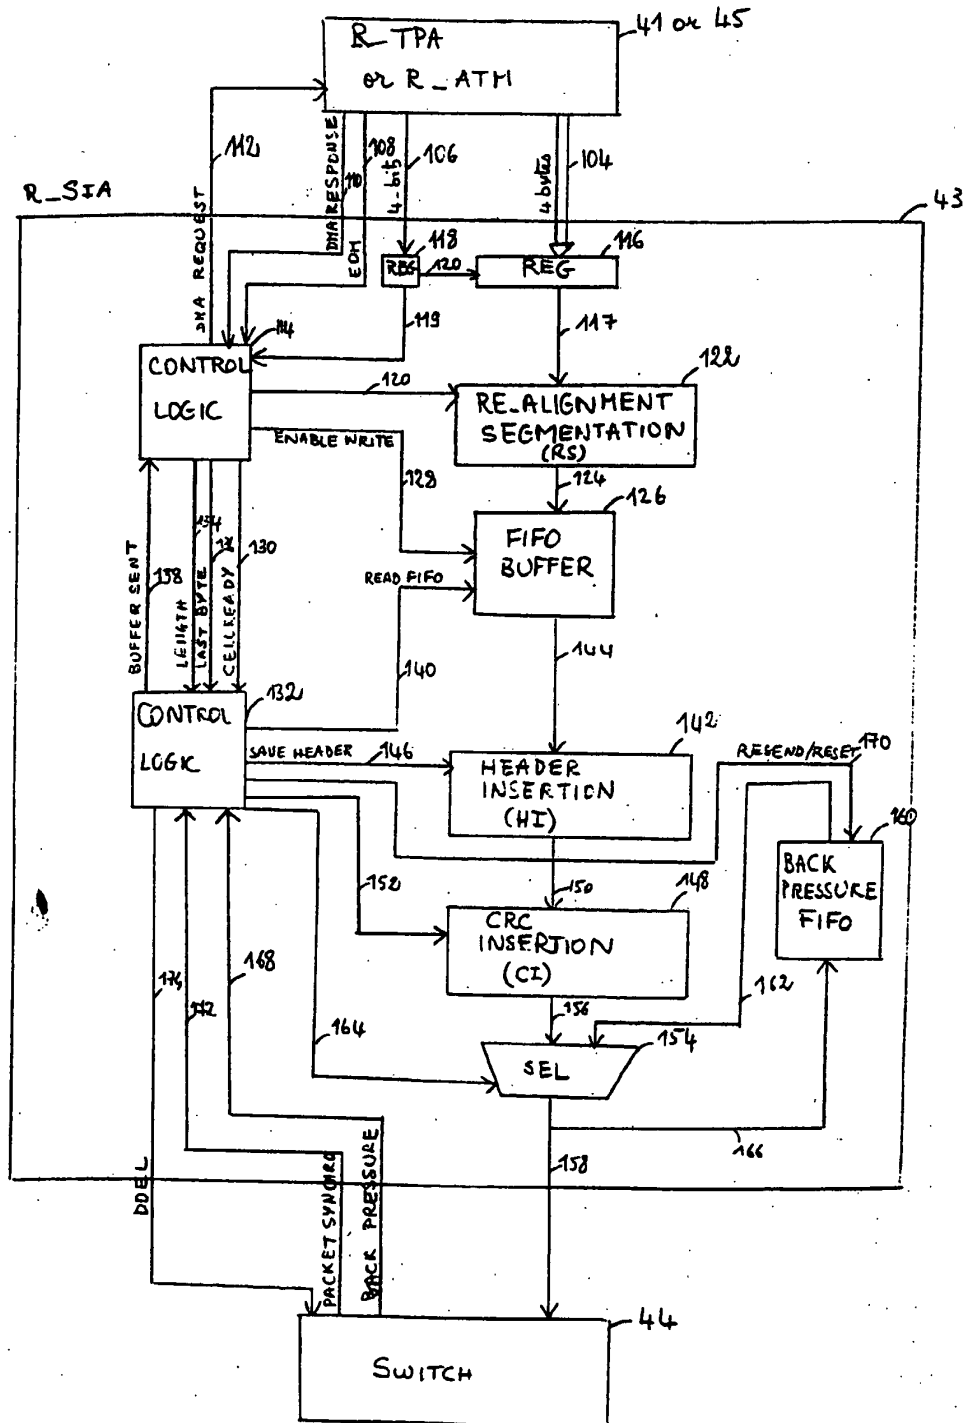 R_TPA
or R_ATM
41 or 45
112
DMA RESPONSE
110
108
EOM
4-bit
106
4 bytes
104
R_SIA
43
DMA REQUEST
118
REG
120
116
REG
119
117
114
CONTROL
LOGIC
120
122
RE_ALIGNMENT
SEGMENTATION
(RS)
ENABLE WRITE
128
124
126
FIFO
BUFFER
BUFFER SENT
138
LENGTH
134
LAST BYTE
CELL READY
130
READ FIFO
140
144
132
CONTROL
LOGIC
SAVE HEADER
146
142
HEADER
INSERTION
(HI)
RESEND/RESET
170
160
BACK
PRESSURE
FIFO
152
150
148
CRC
INSERTION
(CI)
162
174
172
168
164
156
154
SEL
166
158
DDEL
PACKET SYNCHRO
BACK PRESSURE
44
SWITCH